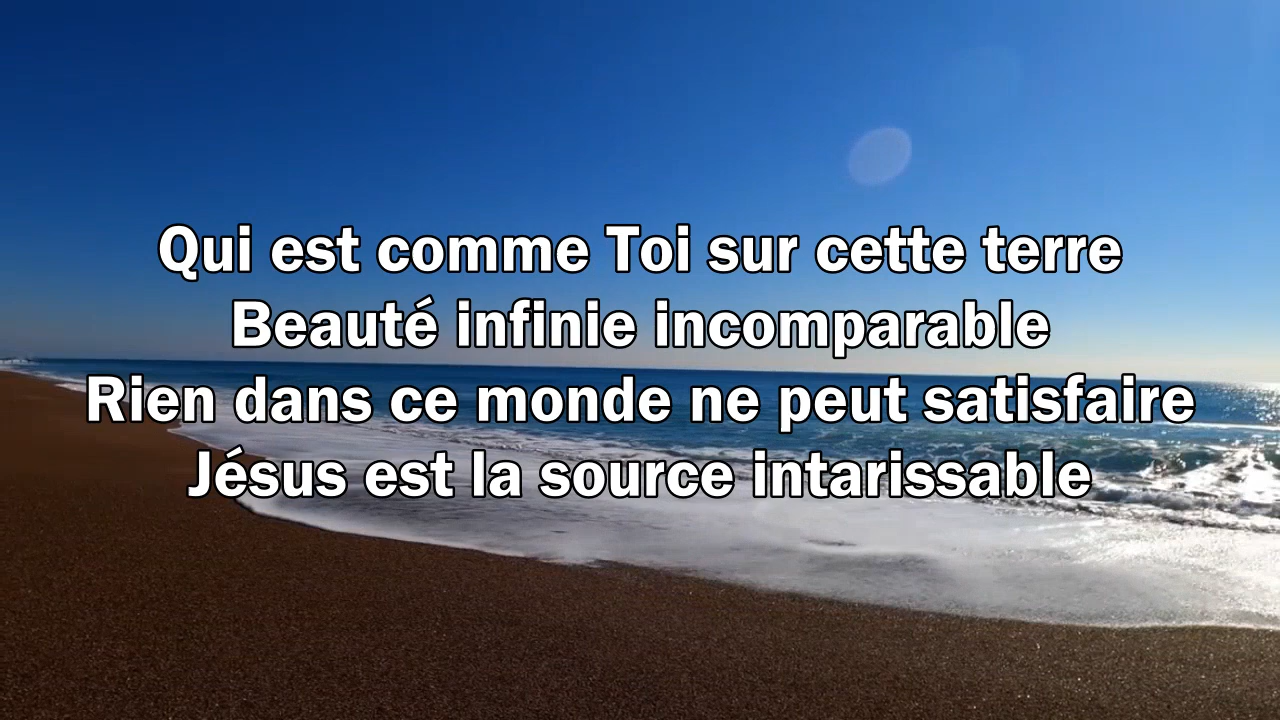 Qui est comme Toi sur cette terre
Beauté infinie incomparable
Rien dans ce monde ne peut satisfaire
Jésus est la source intarissable